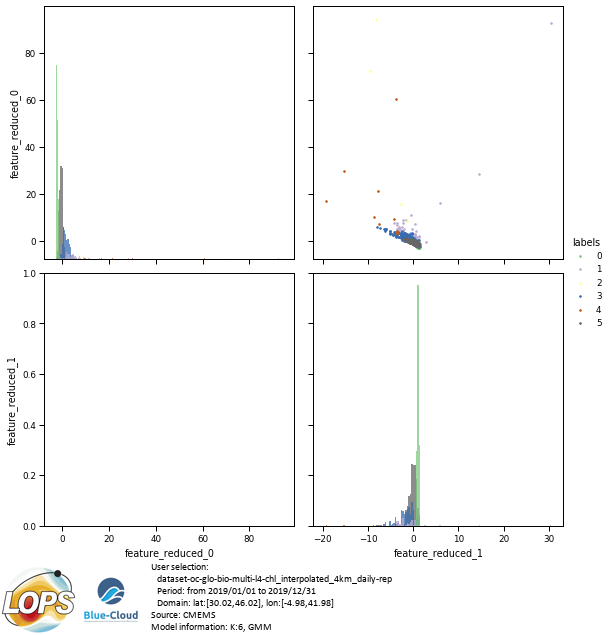 feature_reduced_0
80
60
40
20
0
labels
0
1
2
3
4
5
feature_reduced_1
1.0
0.8
0.6
0.4
0.2
0.0
0 20 40 60 80
−20 −10 0 10 20 30
feature_reduced_0
feature_reduced_1
LOPS
Blue-Cloud
User selection:
dataset-oc-glo-bio-multi-l4-chl_interpolated_4km_daily-rep
Period: from 2019/01/01 to 2019/12/31
Domain: lat:[30.02,46.02], lon:[-4.98,41.98]
Source: CMEMS
Model information: K:6, GMM